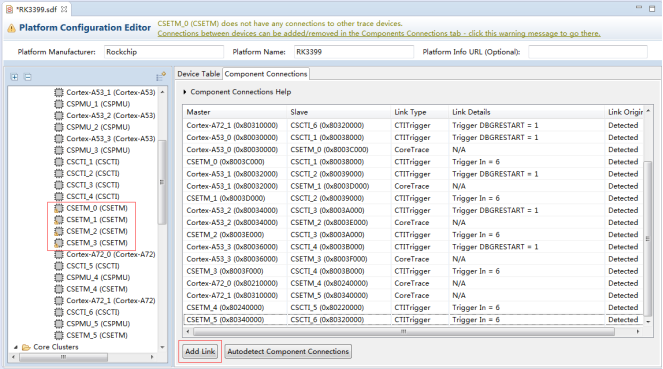 *RK3399.sdf
Platform Configuration Editor
CSETM_0 (CSETM) does not have any connections to other trace devices.
Connections between devices can be added/removed in the Components Connections tab - click this warning message to go there.
Platform Manufacturer: Rockchip Platform Name: RK3399 Platform Info URL (Optional):
Cortex-A53_1 (Cortex-A53)
CSPMU_1 (CSPMU)
Cortex-A53_2 (Cortex-A53)
CSPMU_2 (CSPMU)
Cortex-A53_3 (Cortex-A53)
CSPMU_3 (CSPMU)
CSCTI_1 (CSCTI)
CSCTI_2 (CSCTI)
CSCTI_3 (CSCTI)
CSCTI_4 (CSCTI)
CSETM_0 (CSETM)
CSETM_1 (CSETM)
CSETM_2 (CSETM)
CSETM_3 (CSETM)
Cortex-A72_0 (Cortex-A72)
CSCTI_5 (CSCTI)
CSPMU_4 (CSPMU)
CSETM_4 (CSETM)
Cortex-A72_1 (Cortex-A72)
CSCTI_6 (CSCTI)
CSPMU_5 (CSPMU)
CSETM_5 (CSETM)
Core Clusters
Device Table Component Connections
Component Connections Help
Master Slave Link Type Link Details Link Origin
Cortex-A72_1 (0x80310000) CSCTI_6 (0x80320000) CTITrigger Trigger DBGRESTART = 1 Detected
Cortex-A53_0 (0x80030000) CSCTI_1 (0x80038000) CTITrigger Trigger DBGRESTART = 1 Detected
Cortex-A53_0 (0x80030000) CSETM_0 (0x8003C000) CoreTrace N/A Detected
CSETM_0 (0x8003C000) CSCTI_1 (0x80038000) CTITrigger Trigger In = 6 Detected
Cortex-A53_1 (0x80032000) CSCTI_2 (0x80039000) CTITrigger Trigger DBGRESTART = 1 Detected
Cortex-A53_1 (0x80032000) CSETM_1 (0x8003D000) CoreTrace N/A Detected
CSETM_1 (0x8003D000) CSCTI_2 (0x80039000) CTITrigger Trigger In = 6 Detected
Cortex-A53_2 (0x80034000) CSCTI_3 (0x8003A000) CTITrigger Trigger DBGRESTART = 1 Detected
Cortex-A53_2 (0x80034000) CSETM_2 (0x8003E000) CoreTrace N/A Detected
CSETM_2 (0x8003E000) CSCTI_3 (0x8003A000) CTITrigger Trigger In = 6 Detected
Cortex-A53_3 (0x80036000) CSCTI_4 (0x8003B000) CTITrigger Trigger DBGRESTART = 1 Detected
Cortex-A53_3 (0x80036000) CSETM_3 (0x8003F000) CoreTrace N/A Detected
CSETM_3 (0x8003F000) CSCTI_4 (0x8003B000) CTITrigger Trigger In = 6 Detected
Cortex-A72_0 (0x80210000) CSETM_4 (0x80240000) CoreTrace N/A Detected
Cortex-A72_1 (0x80310000) CSETM_5 (0x80340000) CoreTrace N/A Detected
CSETM_4 (0x80240000) CSCTI_5 (0x80220000) CTITrigger Trigger In = 6 Detected
CSETM_5 (0x80340000) CSCTI_6 (0x80320000) CTITrigger Trigger In = 6 Detected
Add Link Autodetect Component Connections